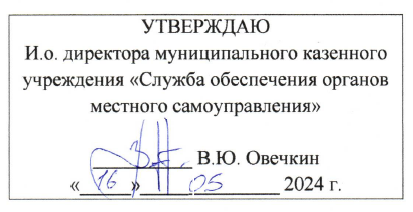 УТВЕРЖДАЮ
И.о. директора муниципального казенного
учреждения «Служба обеспечения органов
местного самоуправления»
В.Ю. Овечкин
«16» 05 2024 г.